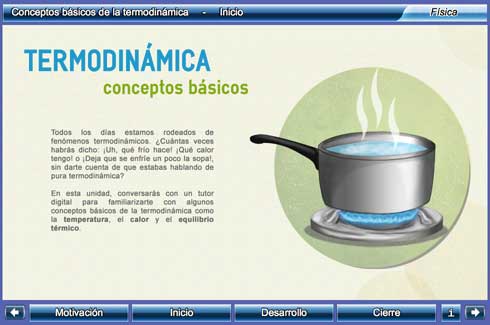 Conceptos básicos de la termodinámica - Inicio Física
TERMODINÁMICA
conceptos básicos
Todos los días estamos rodeados de
fenómenos termodinámicos. ¿Cuántas veces
habrás dicho: ¡Uh, qué frío hace! ¡Qué calor
tengo! o ¡Deja que se enfríe un poco la sopa!,
sin darte cuenta de que estabas hablando de
pura termodinámica?
En esta unidad, conversarás con un tutor
digital para familiarizarte con algunos
conceptos básicos de la termodinámica como
la temperatura, el calor y el equilibrio
térmico.
Motivación Inicio Desarrollo Cierre i